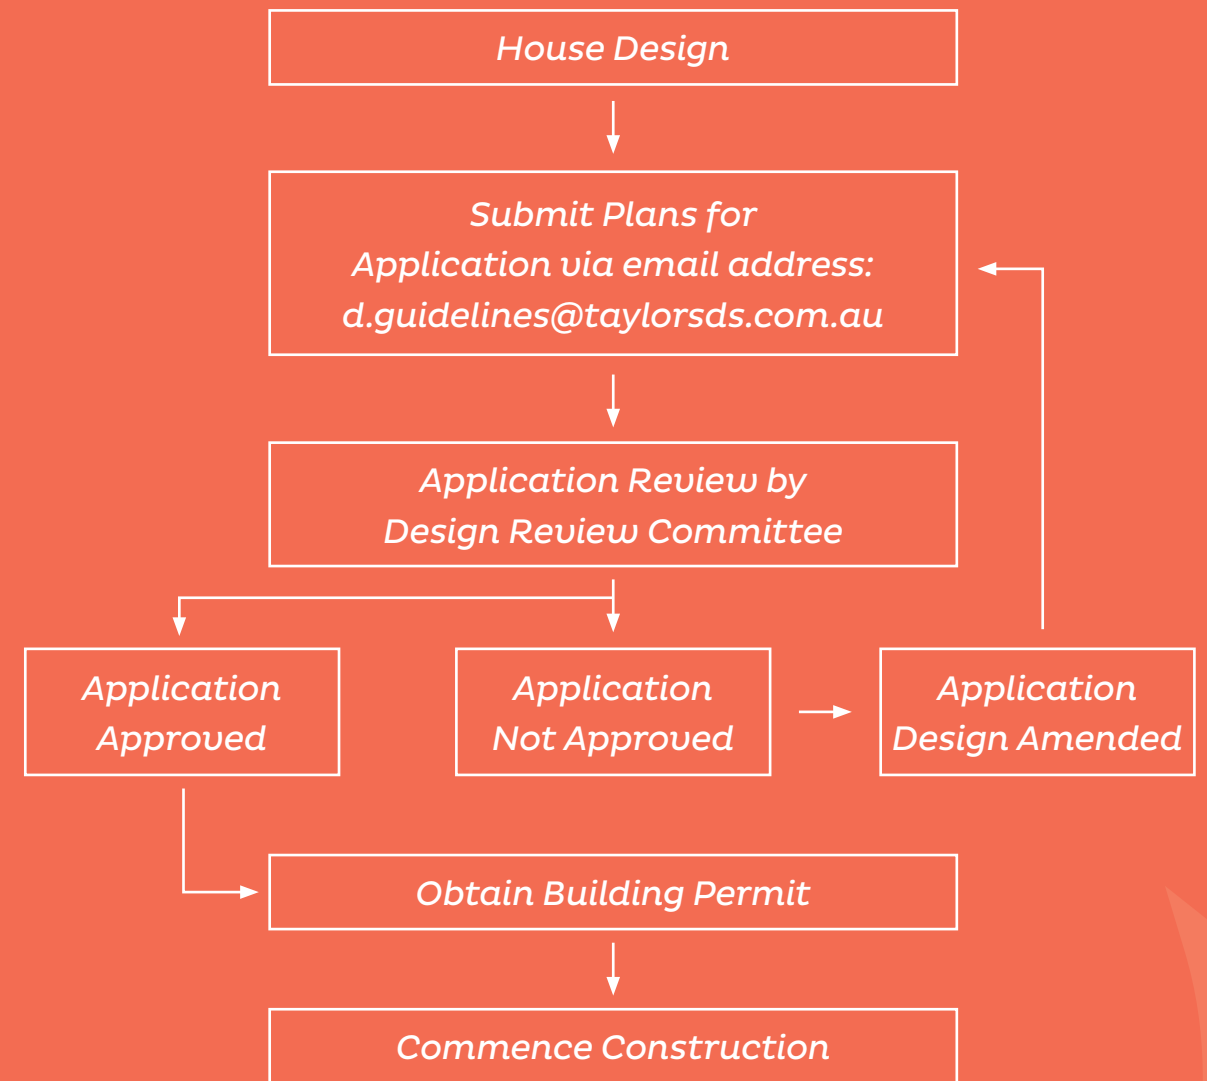 House Design
Submit Plans for
Application via email address:
d.guidelines@taylorsds.com.au
Application Review by
Design Review Committee
Application
Approved
Application
Not Approved
Application
Design Amended
Obtain Building Permit
Commence Construction